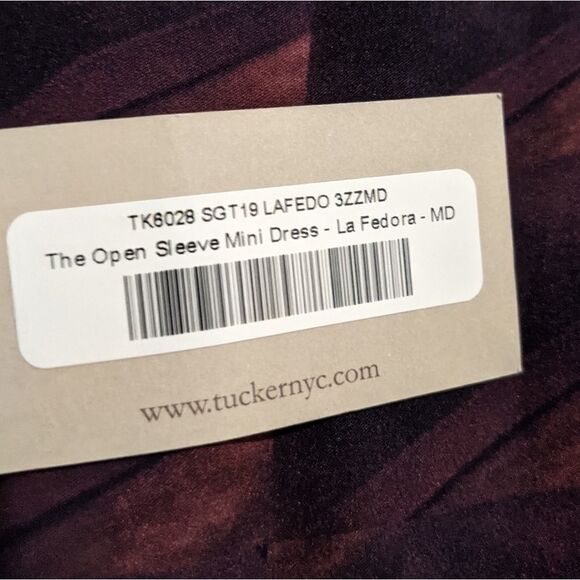 TK6028 SGT19 LAFEDO 3ZZMD
The Open Sleeve Mini Dress - La Fedora - MD
www.tuckernyc.com